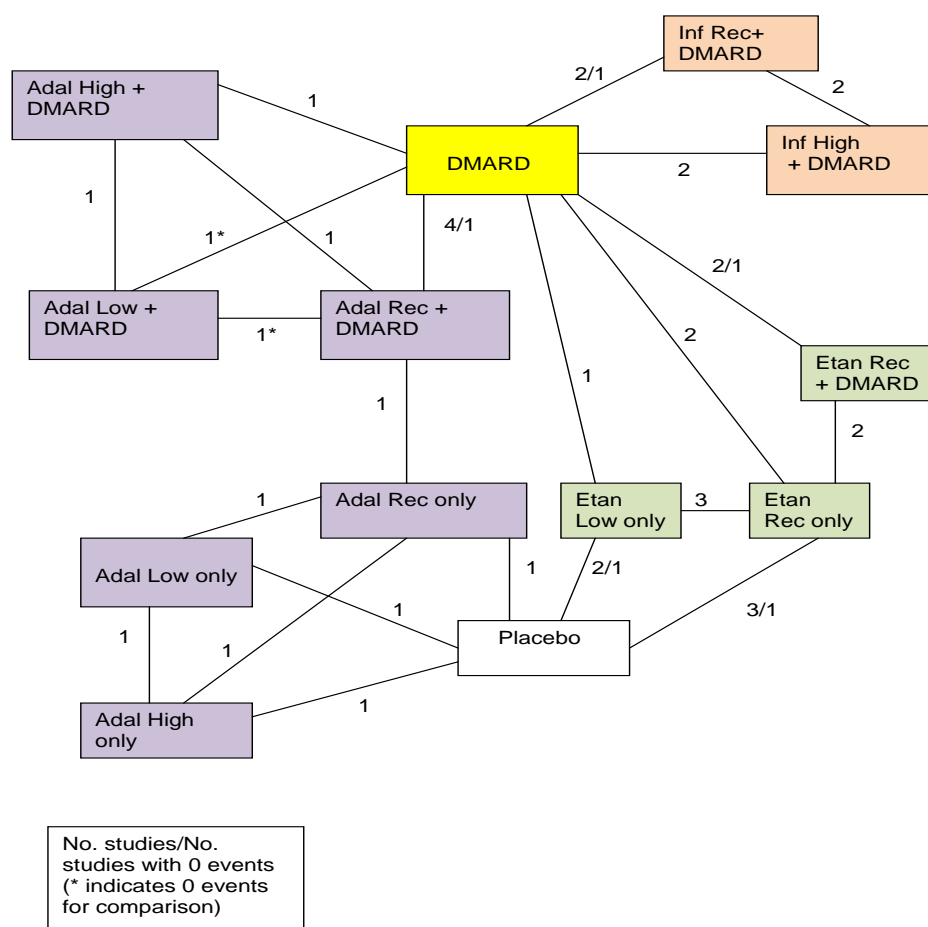 Inf Rec+
DMARD
2/1
2
Adal High +
DMARD
1
DMARD
Inf High
+ DMARD
2
1
1*
1
4/1
2/1
Adal Low +
DMARD
1*
Adal Rec +
DMARD
2
1
Etan Rec
+ DMARD
1
2
1
Adal Rec only
Etan
Low only
3
Etan
Rec only
Adal Low only
1
2/1
1
3/1
1
1
Placebo
1
Adal High
only
No. studies/No.
studies with 0 events
(* indicates 0 events
for comparison)